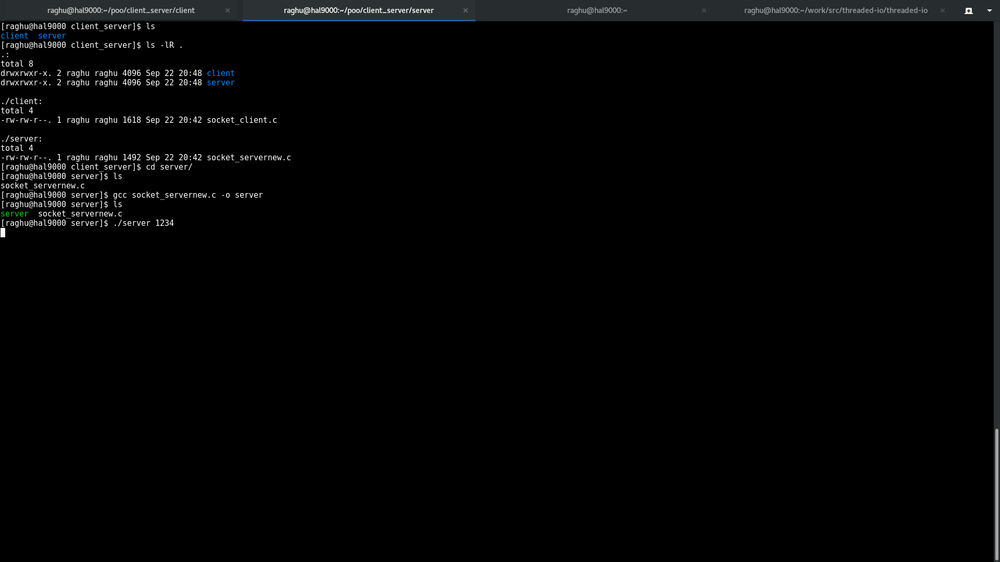 raghu@hal9000:~/poo/client_server/client × raghu@hal9000:~/poo/client_server/server × raghu@hal9000:~ × raghu@hal9000:~/work/src/threaded-io/threaded-io ×
[raghu@hal9000 client_server]$ ls
client  server
[raghu@hal9000 client_server]$ ls -lR .
.:
total 8
drwxrwxr-x. 2 raghu raghu 4096 Sep 22 20:48 client
drwxrwxr-x. 2 raghu raghu 4096 Sep 22 20:48 server
./client:
total 4
-rw-rw-r--. 1 raghu raghu 1618 Sep 22 20:42 socket_client.c
./server:
total 4
-rw-rw-r--. 1 raghu raghu 1492 Sep 22 20:42 socket_servernew.c
[raghu@hal9000 client_server]$ cd server/
[raghu@hal9000 server]$ ls
socket_servernew.c
[raghu@hal9000 server]$ gcc socket_servernew.c -o server
[raghu@hal9000 server]$ ls
server  socket_servernew.c
[raghu@hal9000 server]$ ./server 1234